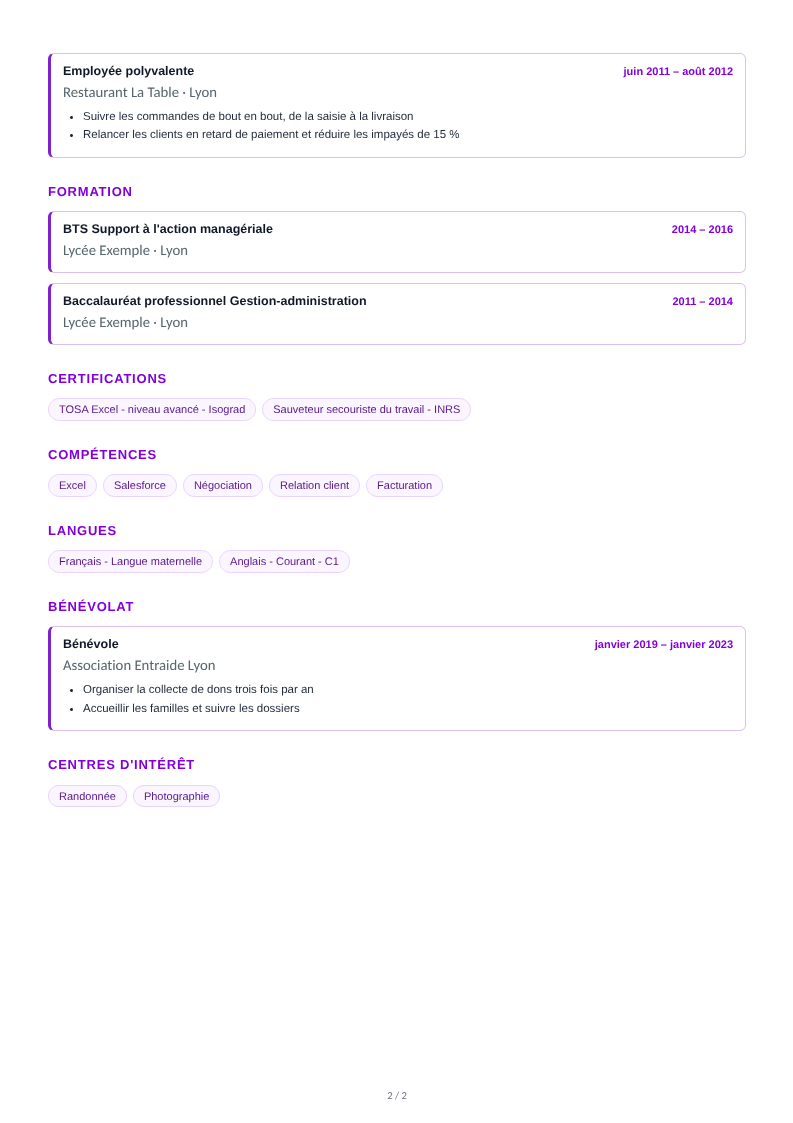 Employée polyvalente juin 2011 – août 2012
Restaurant La Table · Lyon
• Suivre les commandes de bout en bout, de la saisie à la livraison
• Relancer les clients en retard de paiement et réduire les impayés de 15 %
FORMATION
BTS Support à l'action managériale 2014 – 2016
Lycée Exemple · Lyon
Baccalauréat professionnel Gestion-administration 2011 – 2014
Lycée Exemple · Lyon
CERTIFICATIONS
TOSA Excel - niveau avancé - Isograd Sauveteur secouriste du travail - INRS
COMPÉTENCES
Excel Salesforce Négociation Relation client Facturation
LANGUES
Français - Langue maternelle Anglais - Courant - C1
BÉNÉVOLAT
Bénévole janvier 2019 – janvier 2023
Association Entraide Lyon
• Organiser la collecte de dons trois fois par an
• Accueillir les familles et suivre les dossiers
CENTRES D'INTÉRÊT
Randonnée Photographie
2 / 2